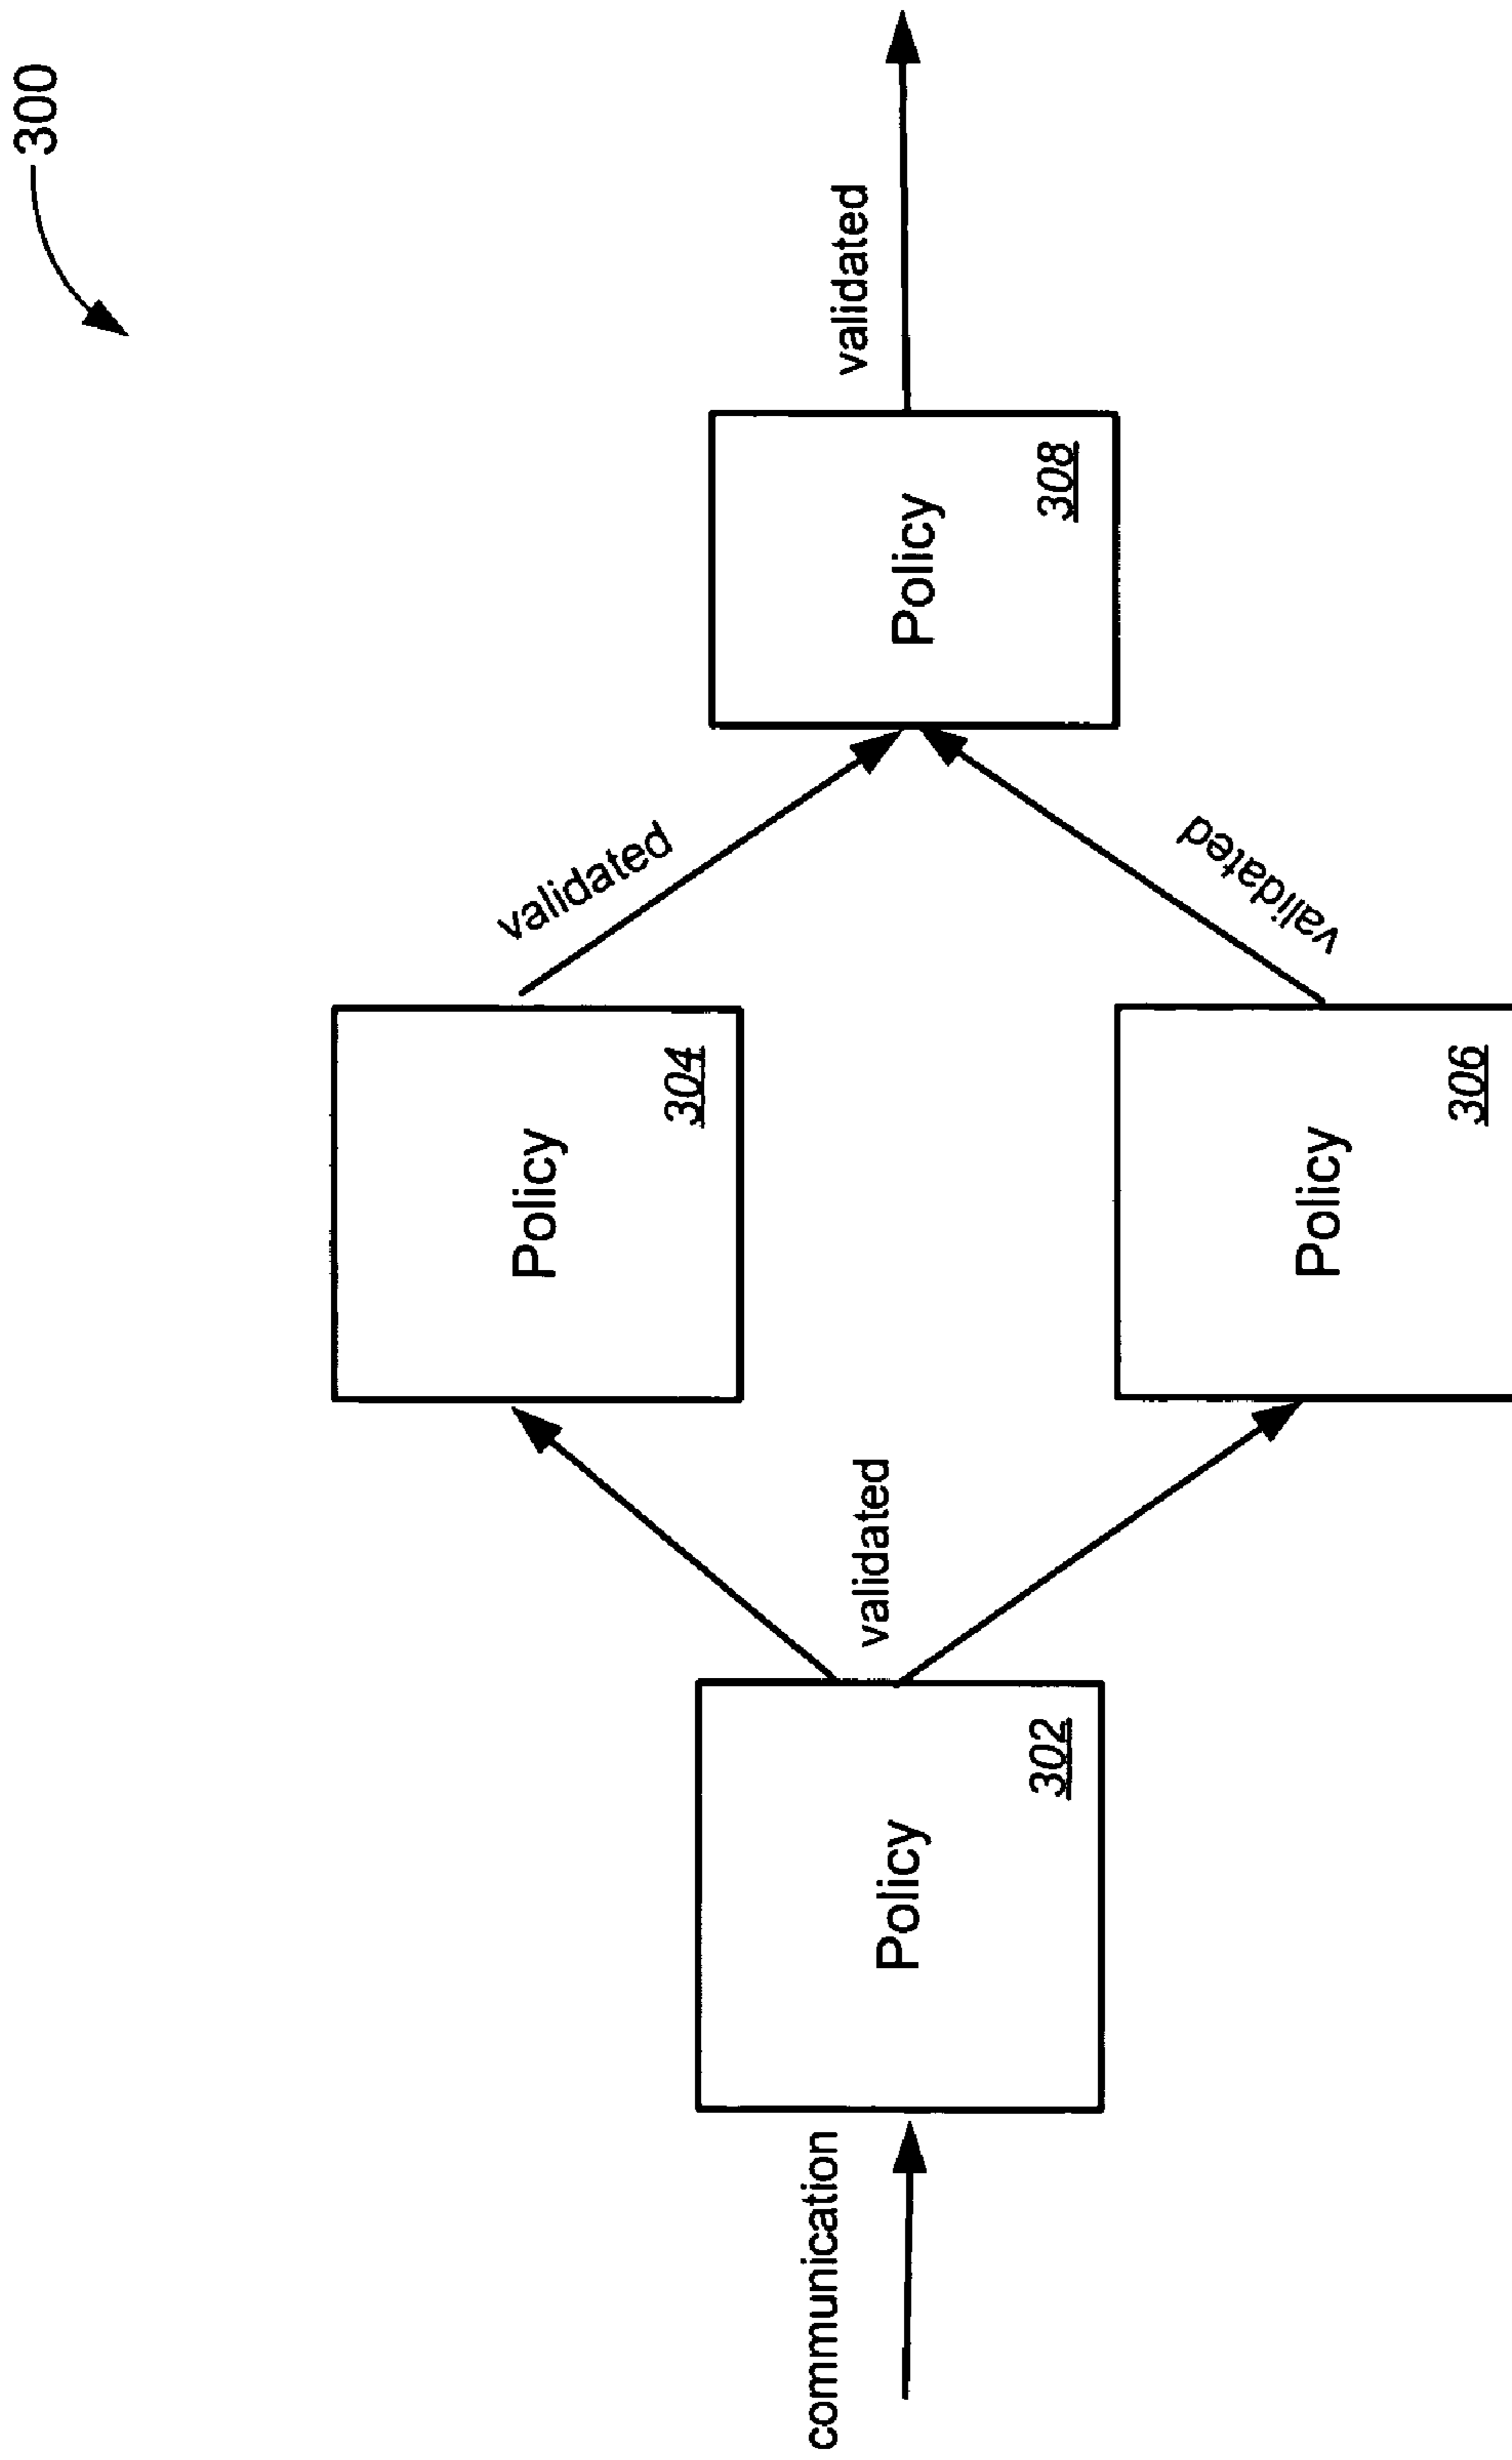 300
communication
Policy
302
validated
Policy
304
Policy
306
validated
validated
Policy
308
validated